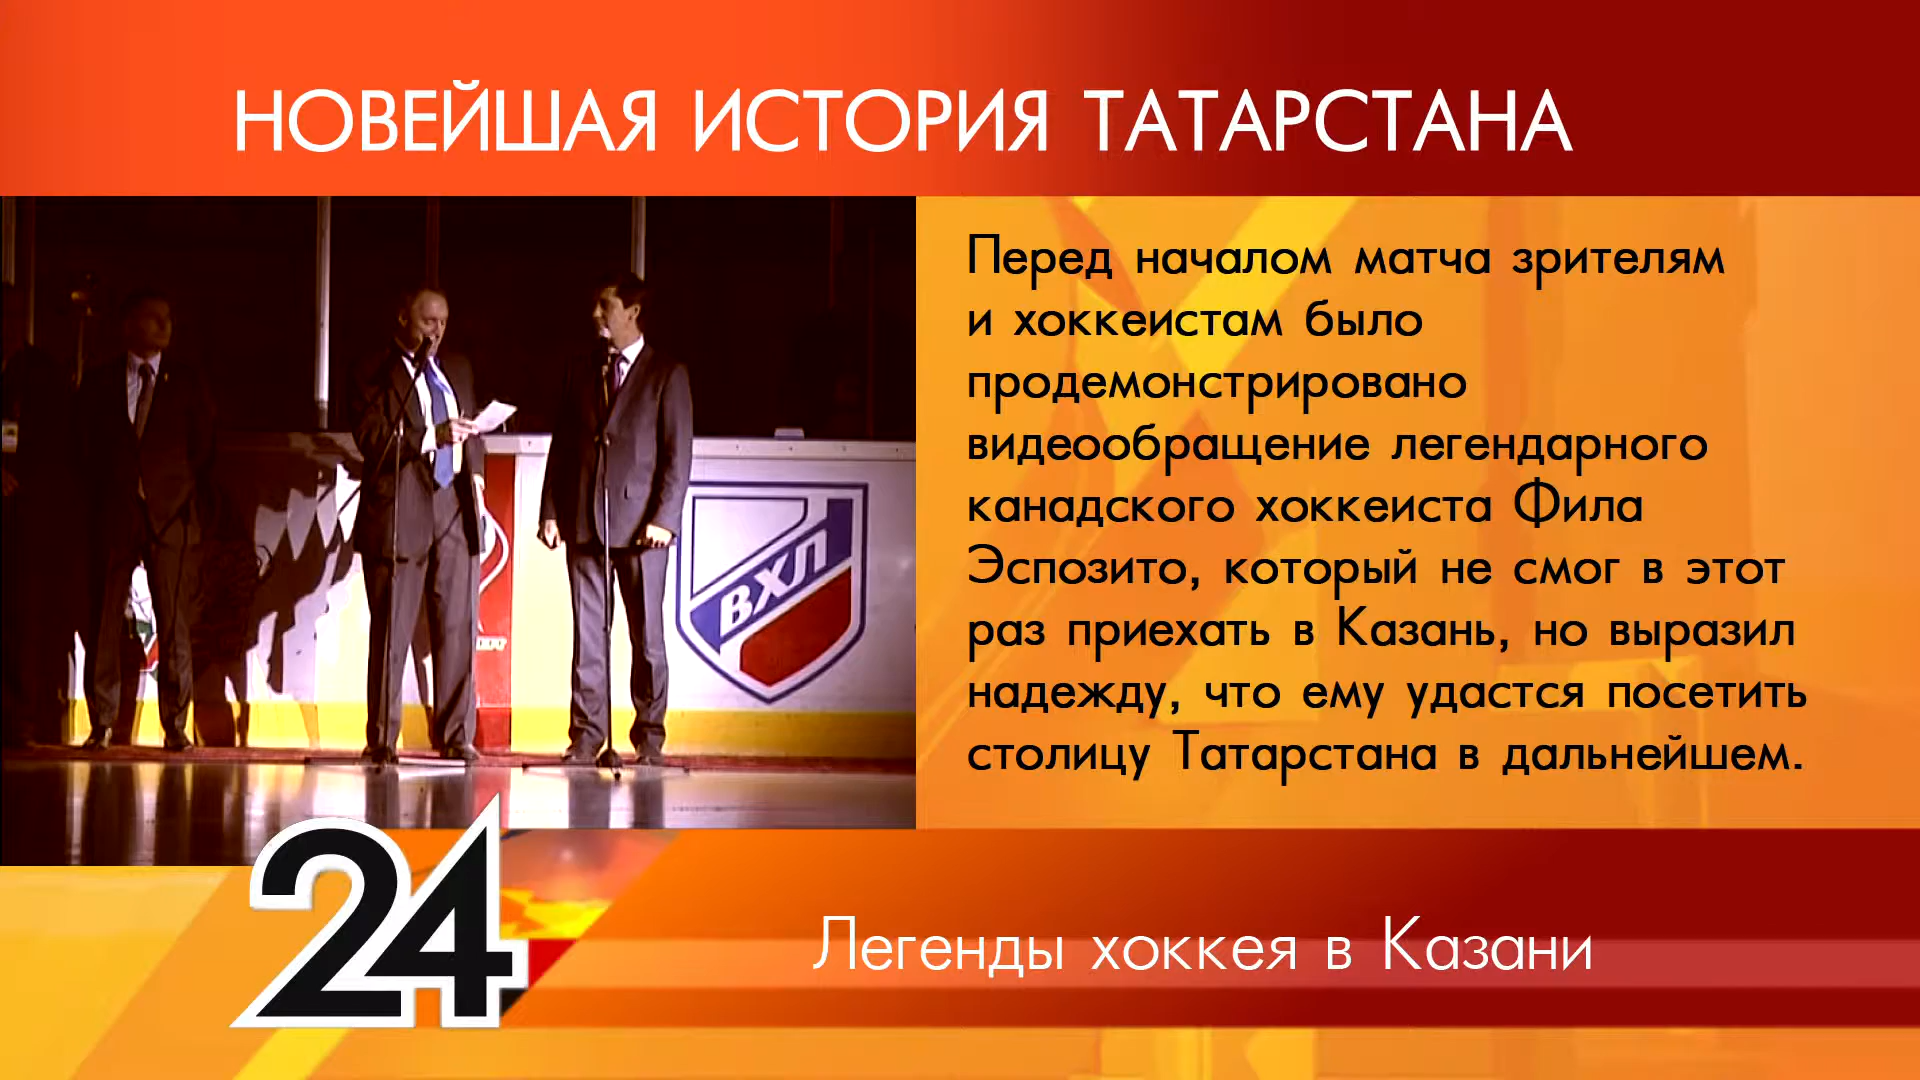 НОВЕЙШАЯ ИСТОРИЯ ТАТАРСТАНА
Перед началом матча зрителям
и хоккеистам было
продемонстрировано
видеообращение легендарного
канадского хоккеиста Фила
Эспозито, который не смог в этот
раз приехать в Казань, но выразил
надежду, что ему удастся посетить
столицу Татарстана в дальнейшем.
ВХЛ
24
Легенды хоккея в Казани